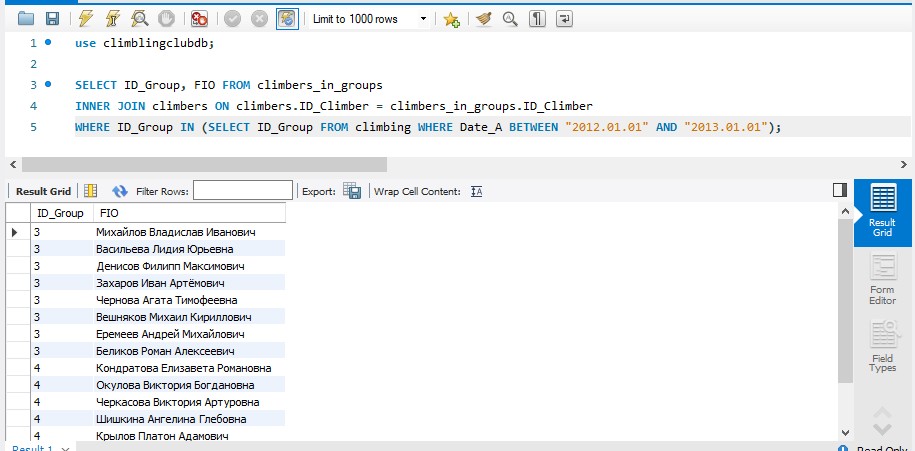 Limit to 1000 rows
1 use climblingclubdb;
2
3 SELECT ID_Group, FIO FROM climbers_in_groups
4 INNER JOIN climbers ON climbers.ID_Climber = climbers_in_groups.ID_Climber
5 WHERE ID_Group IN (SELECT ID_Group FROM climbing WHERE Date_A BETWEEN "2012.01.01" AND "2013.01.01");
Result Grid Filter Rows: Export: Wrap Cell Content:
ID_Group FIO
3 Михайлов Владислав Иванович
3 Васильева Лидия Юрьевна
3 Денисов Филипп Максимович
3 Захаров Иван Артёмович
3 Чернова Агата Тимофеевна
3 Вешняков Михаил Кириллович
3 Еремеев Андрей Михайлович
3 Беликов Роман Алексеевич
4 Кондратова Елизавета Романовна
4 Окулова Виктория Богдановна
4 Черкасова Виктория Артуровна
4 Шишкина Ангелина Глебовна
4 Крылов Платон Адамович
Result
Grid
Form
Editor
Field
Types
Result 1
Read Only